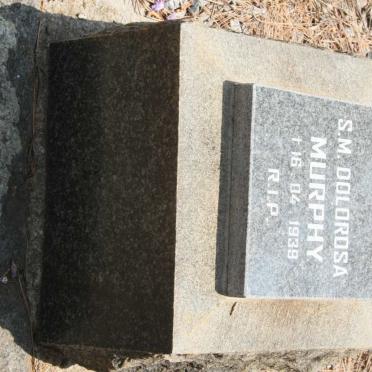 S.M. DOLOROSA
MURPHY
† 16. 04. 1939
R.I.P.